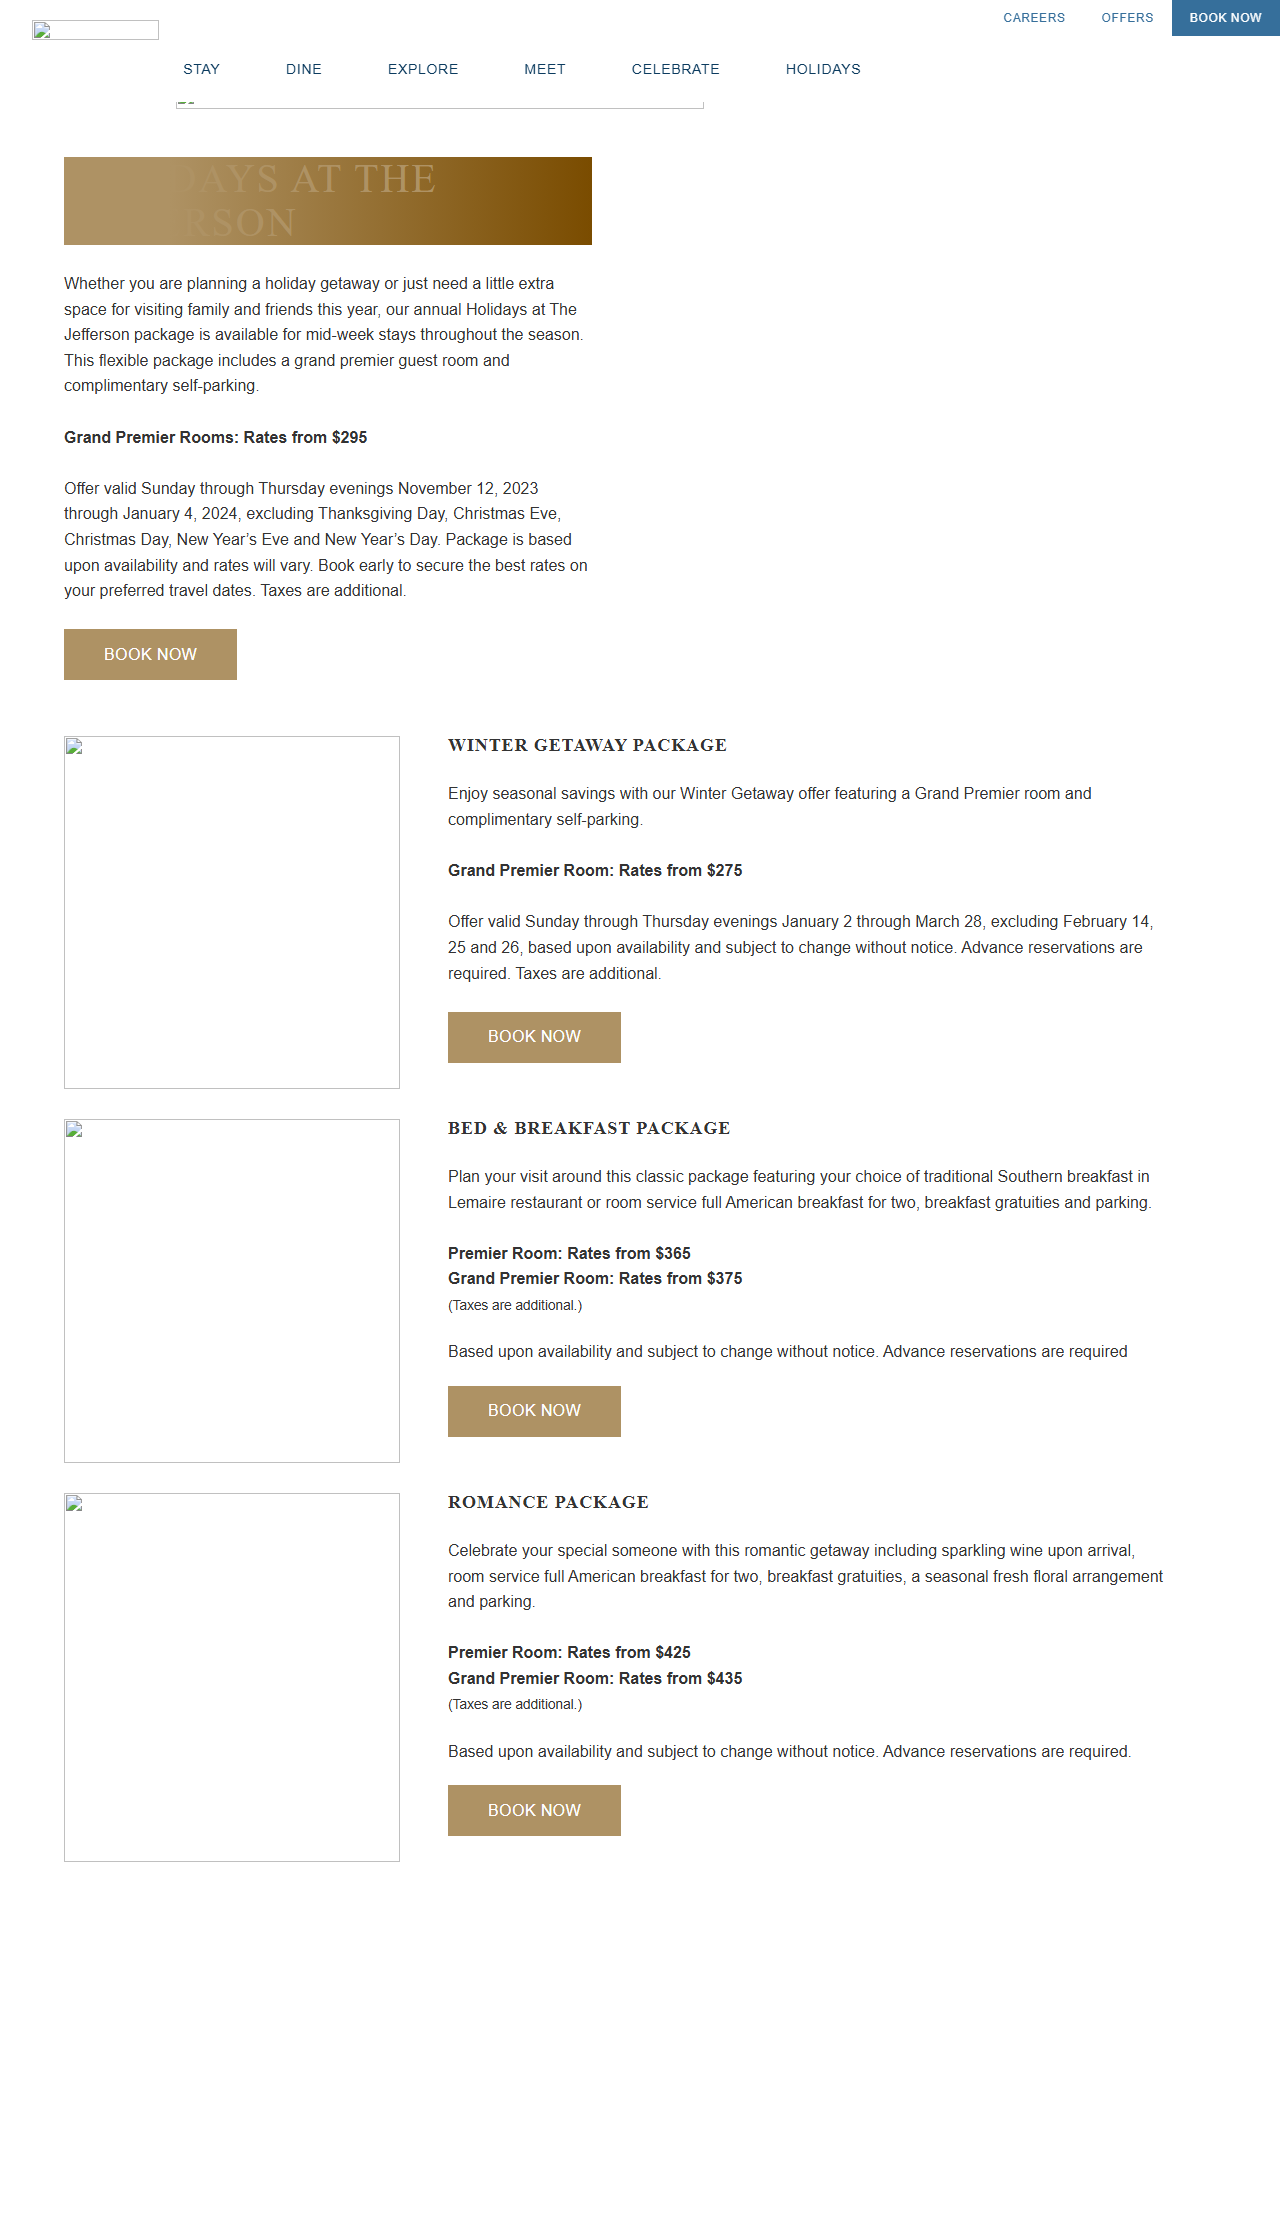 CAREERS OFFERS BOOK NOW
STAY DINE EXPLORE MEET CELEBRATE HOLIDAYS
DAYS AT THE
RSON
Whether you are planning a holiday getaway or just need a little extra
space for visiting family and friends this year, our annual Holidays at The
Jefferson package is available for mid-week stays throughout the season.
This flexible package includes a grand premier guest room and
complimentary self-parking.
Grand Premier Rooms: Rates from $295
Offer valid Sunday through Thursday evenings November 12, 2023
through January 4, 2024, excluding Thanksgiving Day, Christmas Eve,
Christmas Day, New Year’s Eve and New Year’s Day. Package is based
upon availability and rates will vary. Book early to secure the best rates on
your preferred travel dates. Taxes are additional.
BOOK NOW
WINTER GETAWAY PACKAGE
Enjoy seasonal savings with our Winter Getaway offer featuring a Grand Premier room and
complimentary self-parking.
Grand Premier Room: Rates from $275
Offer valid Sunday through Thursday evenings January 2 through March 28, excluding February 14,
25 and 26, based upon availability and subject to change without notice. Advance reservations are
required. Taxes are additional.
BOOK NOW
BED & BREAKFAST PACKAGE
Plan your visit around this classic package featuring your choice of traditional Southern breakfast in
Lemaire restaurant or room service full American breakfast for two, breakfast gratuities and parking.
Premier Room: Rates from $365
Grand Premier Room: Rates from $375
(Taxes are additional.)
Based upon availability and subject to change without notice. Advance reservations are required
BOOK NOW
ROMANCE PACKAGE
Celebrate your special someone with this romantic getaway including sparkling wine upon arrival,
room service full American breakfast for two, breakfast gratuities, a seasonal fresh floral arrangement
and parking.
Premier Room: Rates from $425
Grand Premier Room: Rates from $435
(Taxes are additional.)
Based upon availability and subject to change without notice. Advance reservations are required.
BOOK NOW